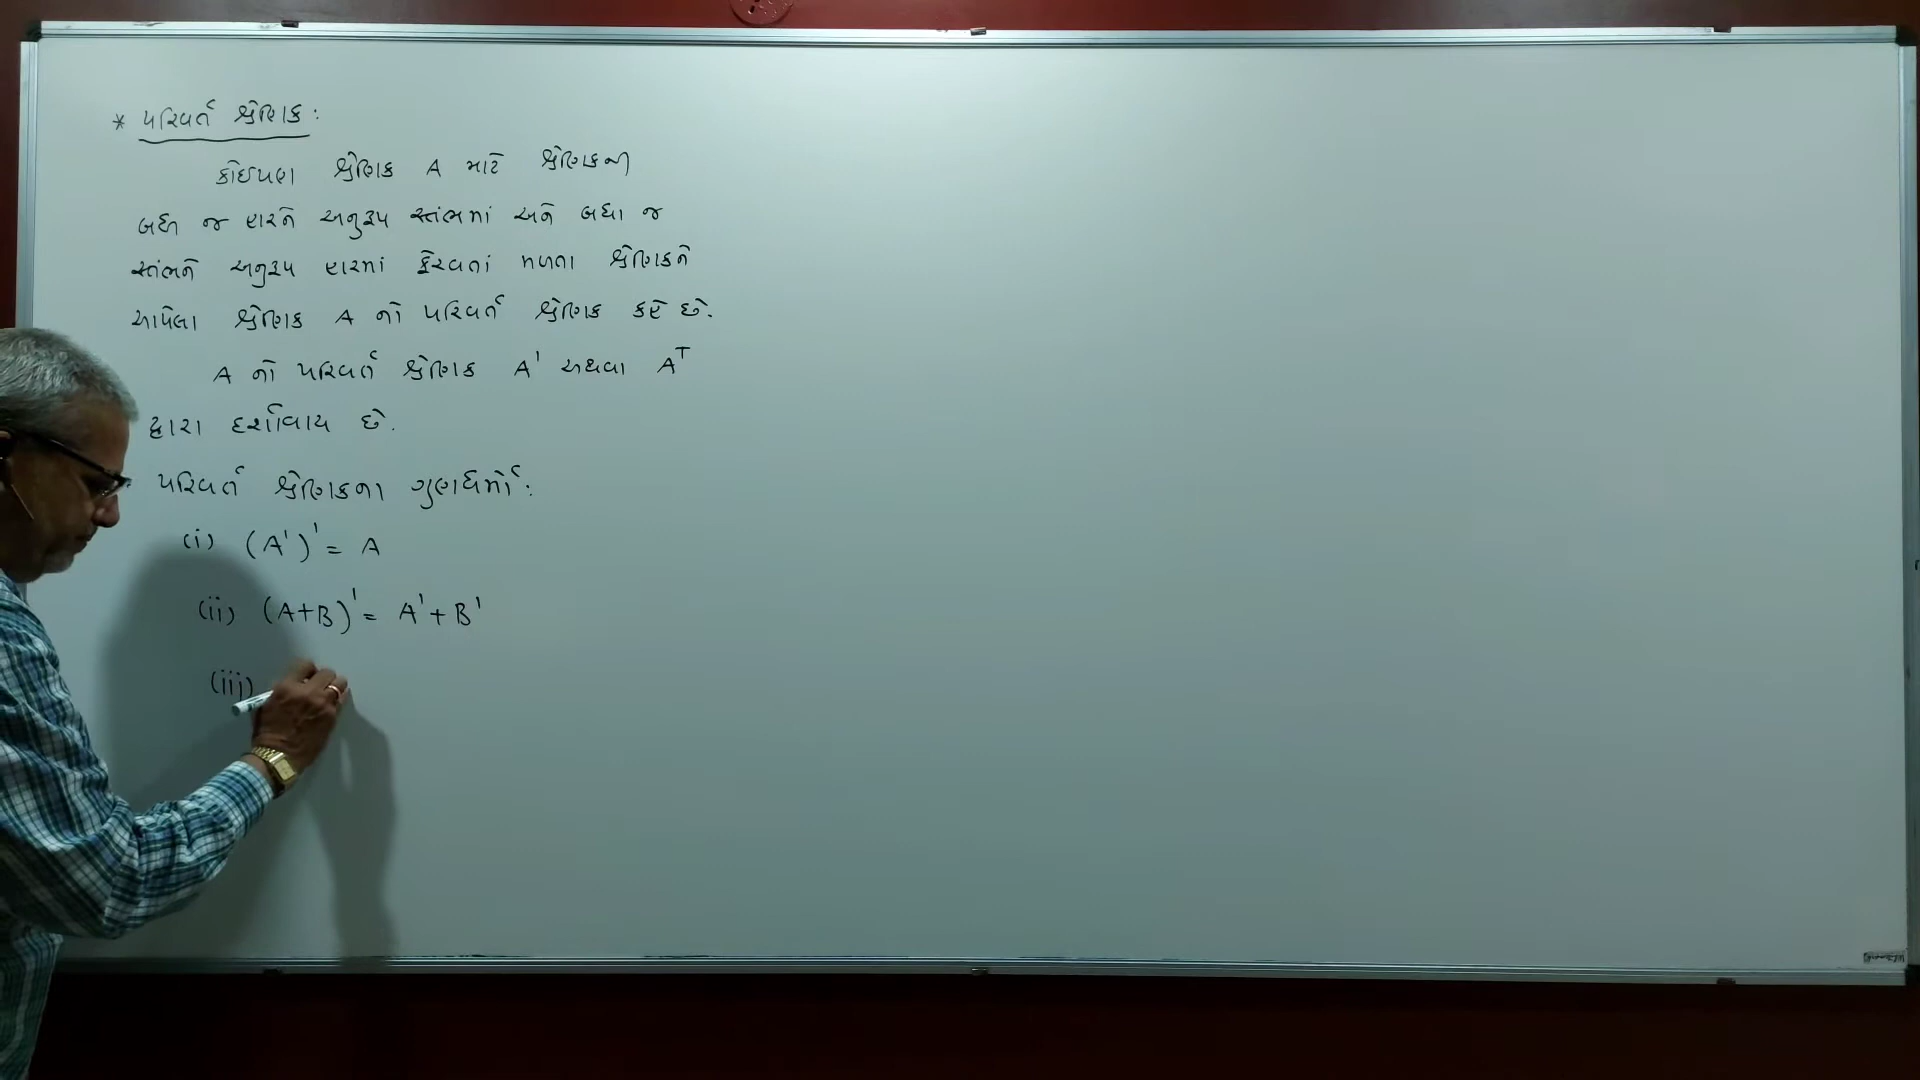 * પરિવર્ત શ્રેણિક :
કોઈપણ શ્રેણિક A માટે શ્રેણિકની
બધી જ હારને અનુરૂપ સ્તંભમાં અને બધા જ
સ્તંભને અનુરૂપ હારમાં ફેરવતાં મળતા શ્રેણિકને
આપેલા શ્રેણિક A નો પરિવર્ત શ્રેણિક કહે છે.
A નો પરિવર્ત શ્રેણિક A' અથવા A^T
દ્વારા દર્શાવાય છે.
પરિવર્ત શ્રેણિકના ગુણધર્મો :
(i) (A')' = A
(ii) (A+B)' = A' + B'
(iii)